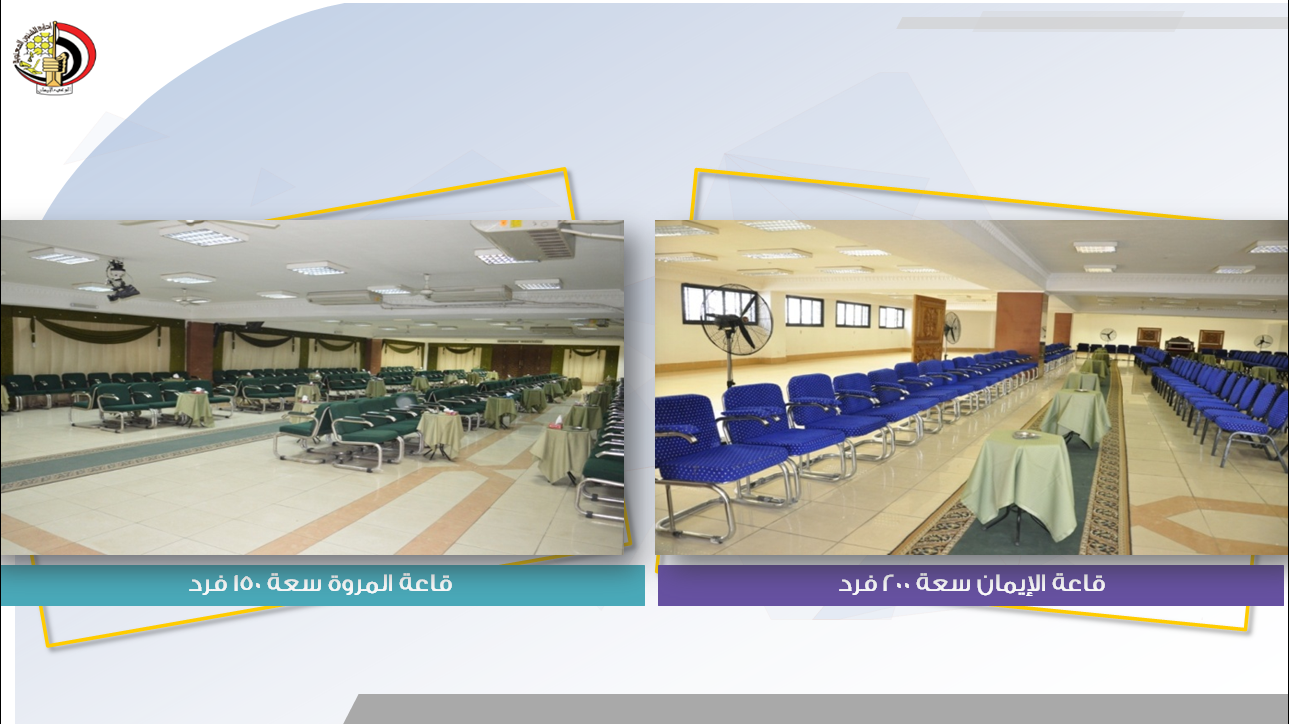 قاعة الإيمان سعة ٢٠٠ فرد
قاعة المروة سعة ١٥٠ فرد